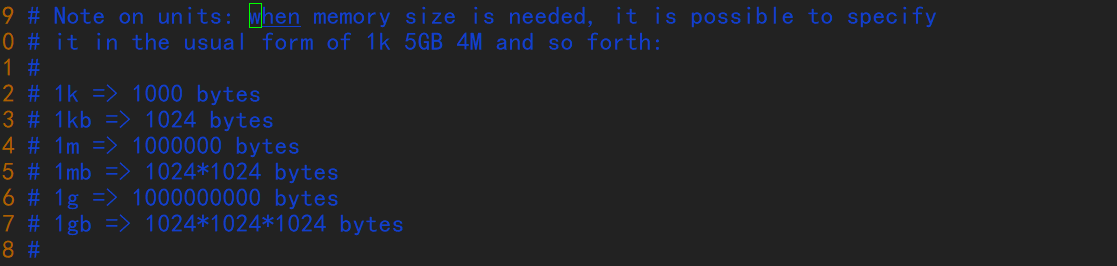 9 # Note on units: when memory size is needed, it is possible to specify
0 # it in the usual form of 1k 5GB 4M and so forth:
1 #
2 # 1k => 1000 bytes
3 # 1kb => 1024 bytes
4 # 1m => 1000000 bytes
5 # 1mb => 1024*1024 bytes
6 # 1g => 1000000000 bytes
7 # 1gb => 1024*1024*1024 bytes
8 #